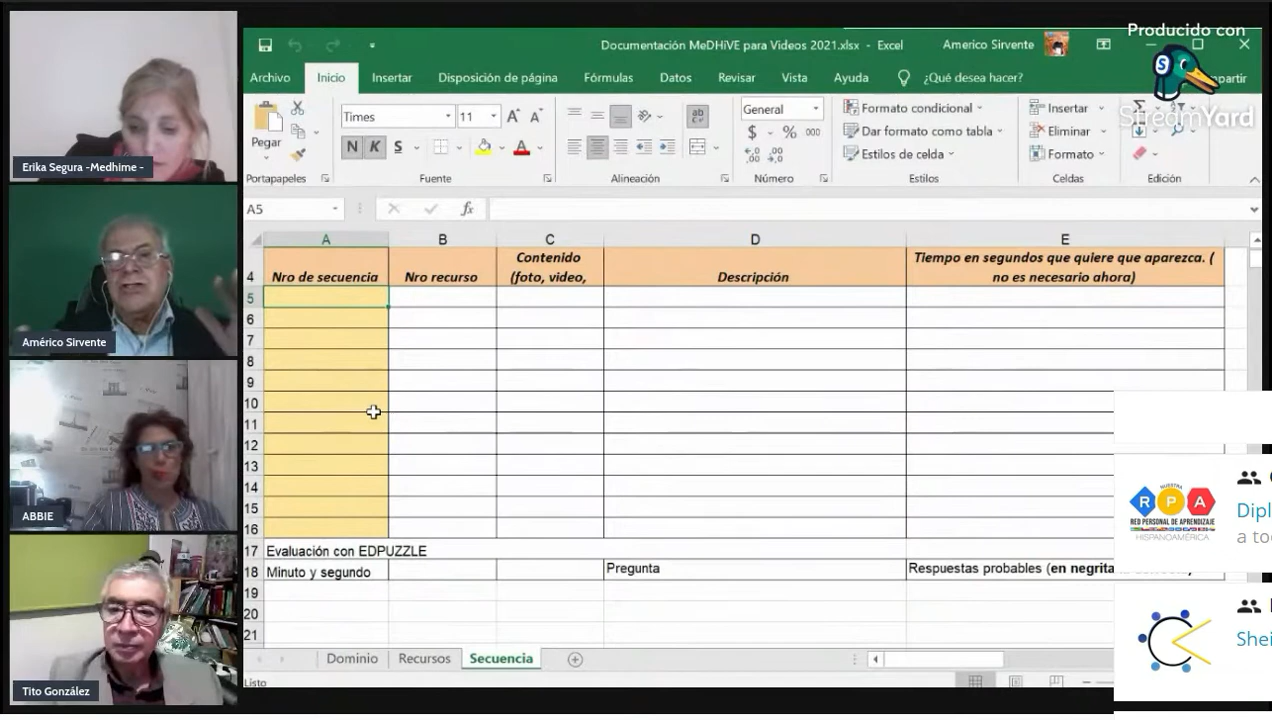 Erika Segura -Medhime -
Américo Sirvente
ABBIE
Tito González
Documentación MeDHiVE para Videos 2021.xlsx - Excel
Americo Sirvente
Producido con
StreamYard
Archivo Inicio Insertar Disposición de página Fórmulas Datos Revisar Vista Ayuda ¿Qué desea hacer? mpartir
Pegar
Times 11
N K S
General
$ % 000
Formato condicional
Dar formato como tabla
Estilos de celda
Insertar
Eliminar
Formato
Portapapeles Fuente Alineación Número Estilos Celdas Edición
A5 fx
A B C D E
4 Nro de secuencia Nro recurso Contenido (foto, video, Descripción Tiempo en segundos que quiere que aparezca. ( no es necesario ahora)
5
6
7
8
9
10
11
12
13
14
15
16
17 Evaluación con EDPUZZLE
18 Minuto y segundo Pregunta Respuestas probables (en negrita
19
20
21
Dominio Recursos Secuencia
Listo
NUESTRA
RPA
RED PERSONAL DE APRENDIZAJE
HISPANOAMÉRICA
Dipl
a to
Shei